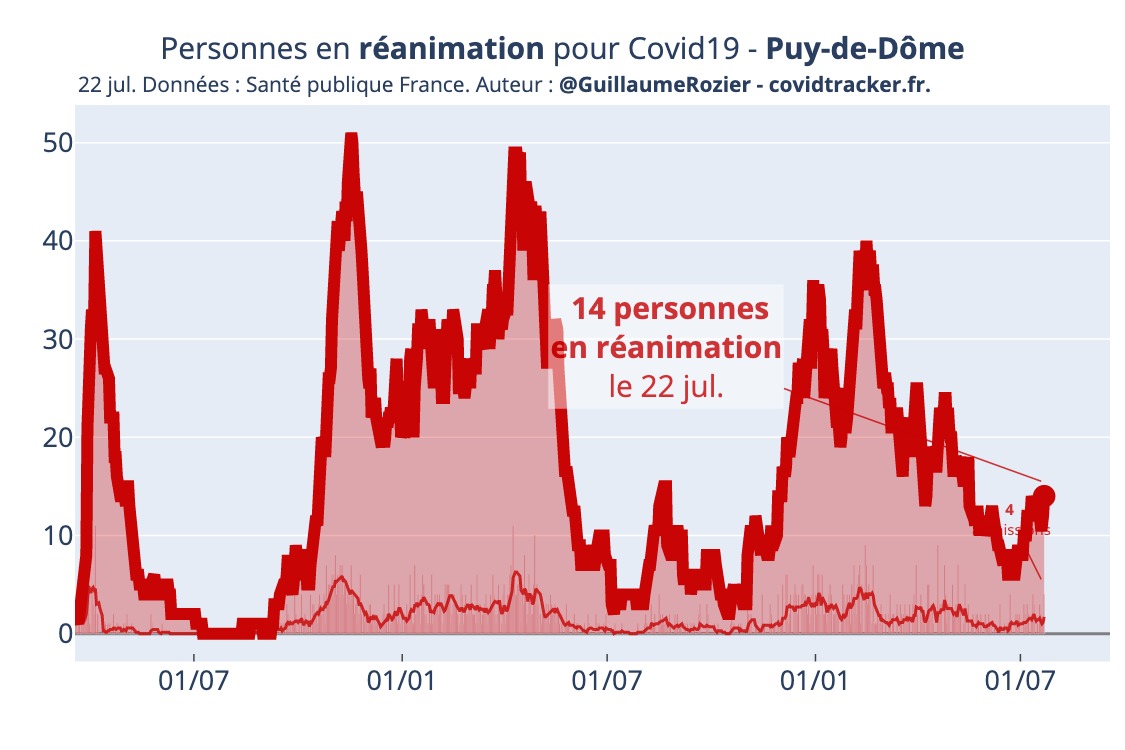 Personnes en réanimation pour Covid19 - Puy-de-Dôme
22 jul. Données : Santé publique France. Auteur : @GuillaumeRozier - covidtracker.fr.
50
40
30
20
10
0
14 personnes
en réanimation
le 22 jul.
4
01/07
01/01
01/07
01/01
01/07